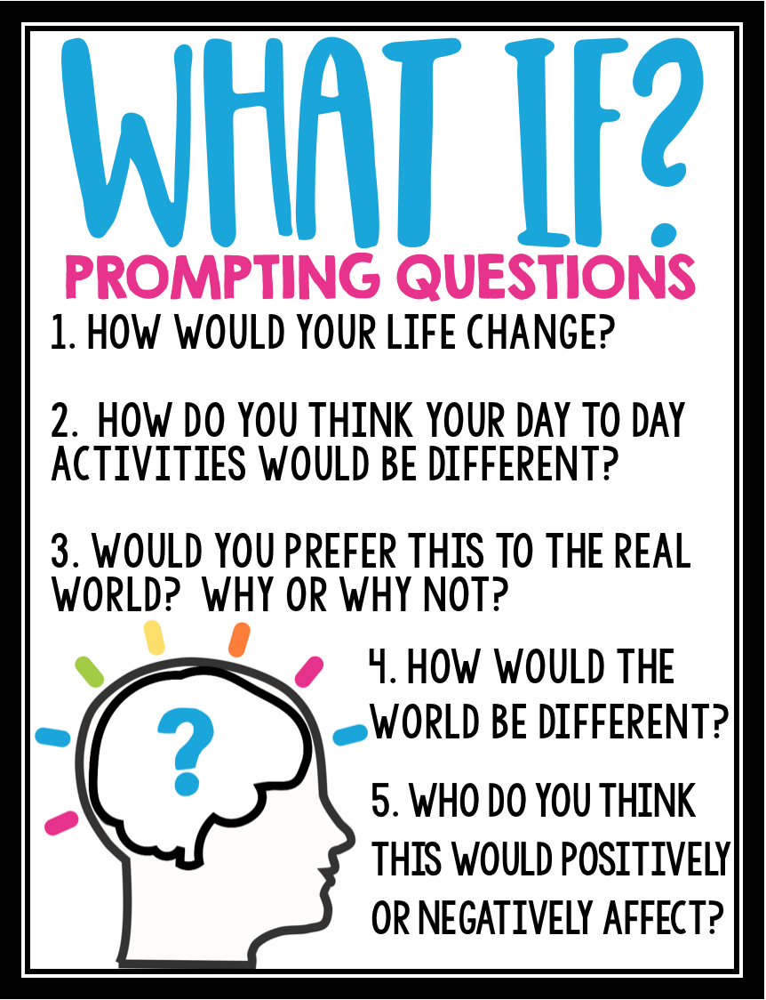 WHAT IF?
PROMPTING QUESTIONS
1. HOW WOULD YOUR LIFE CHANGE?
2. HOW DO YOU THINK YOUR DAY TO DAY
ACTIVITIES WOULD BE DIFFERENT?
3. WOULD YOU PREFER THIS TO THE REAL
WORLD? WHY OR WHY NOT?
4. HOW WOULD THE
WORLD BE DIFFERENT?
?
5. WHO DO YOU THINK
THIS WOULD POSITIVELY
OR NEGATIVELY AFFECT?